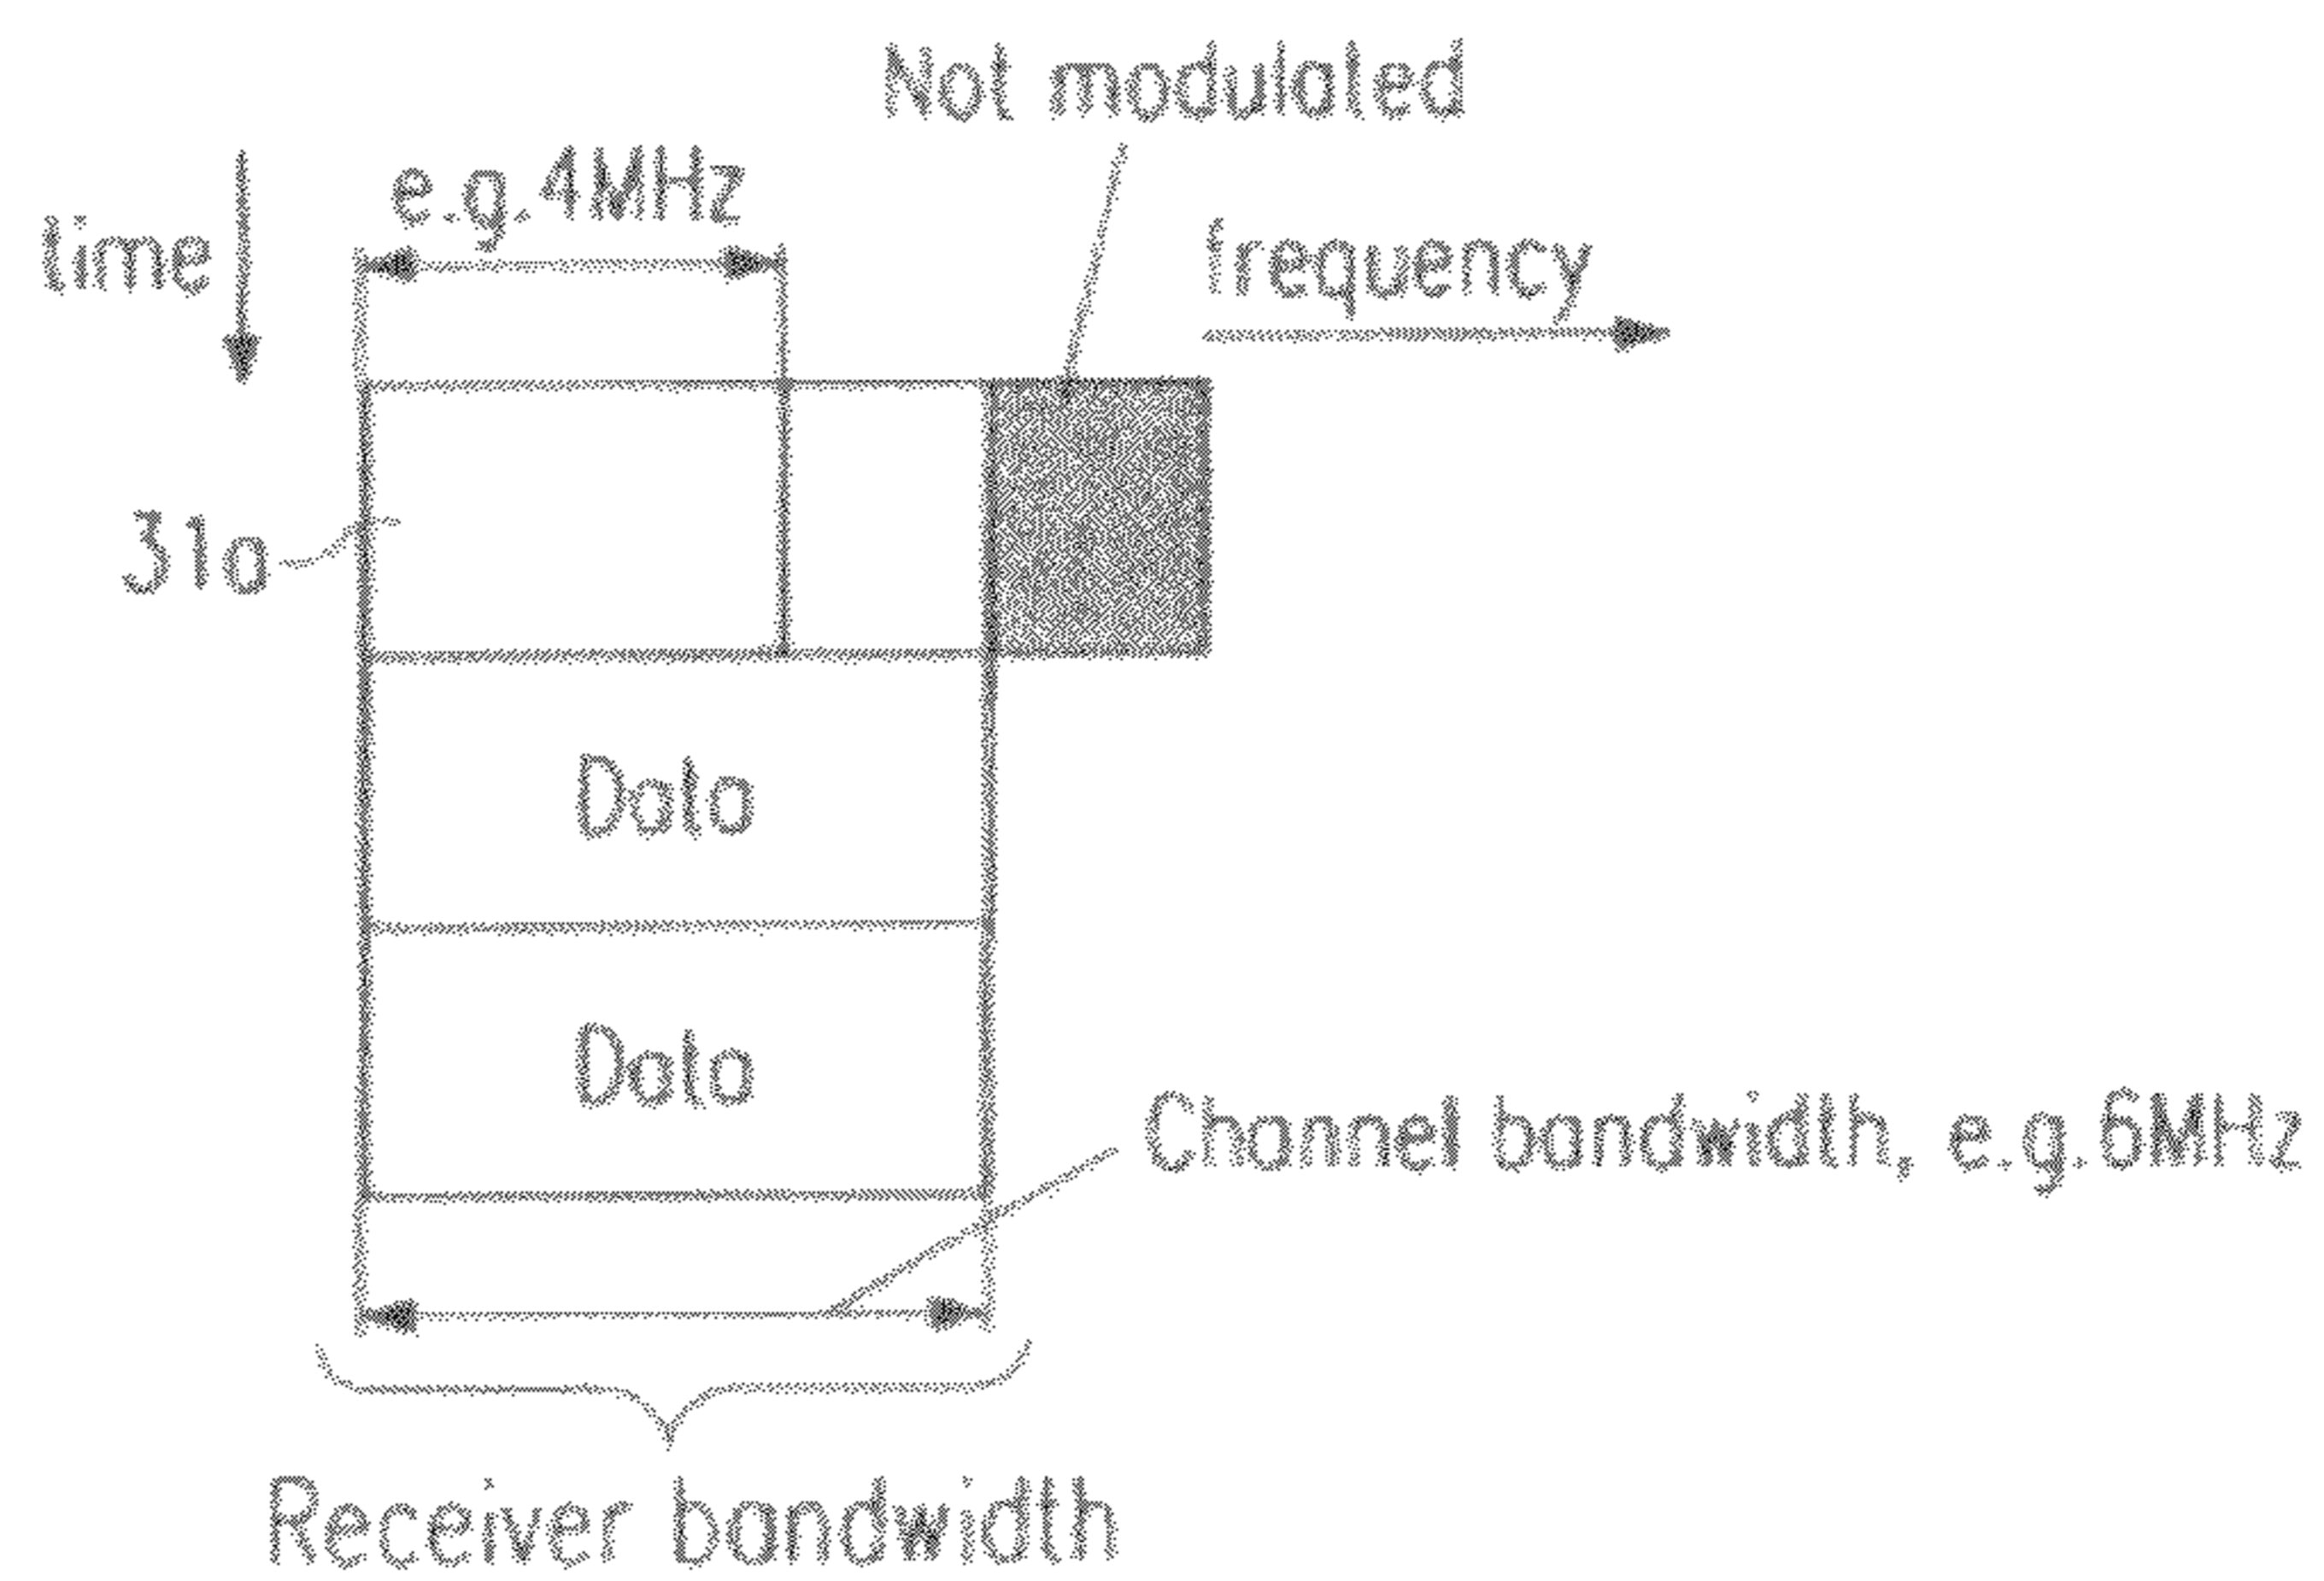 Not modulated
e.g.4MHz
time
frequency
31a
Data
Data
Channel bandwidth, e.g.6MHz
Receiver bandwidth